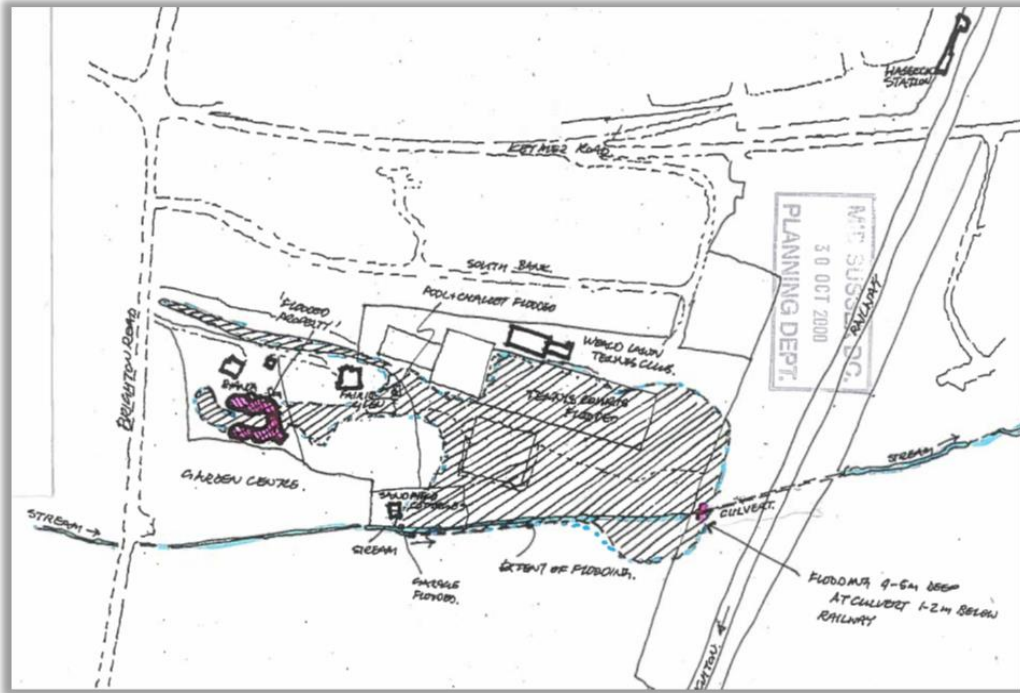 HASSOCKS
STATION
KEYMER ROAD
MID SUSSEX D.C.
30 OCT 2000
PLANNING DEPT.
RAILWAY
SOUTH BANK.
'FLOODED
PROPERTY'
POOL + CHALET FLOODED
WEALD LAWN
TENNIS CLUB.
TENNIS COURTS
FLOODED
BRIGHTON ROAD
GARDEN CENTRE.
STREAM
STREAM
STREAM
CULVERT.
GARAGE
FLOODED.
EXTENT OF FLOODING.
FLOODING 4-5m DEEP
AT CULVERT 1-2m BELOW
RAILWAY